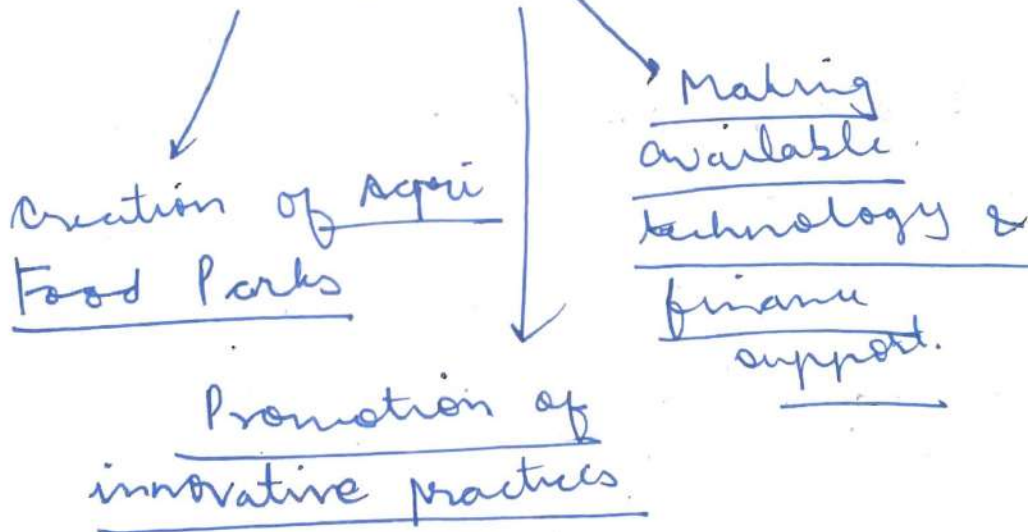 Creation of Agri
Food Parks
Promotion of
innovative practices
Making
available
technology &
finance
support.